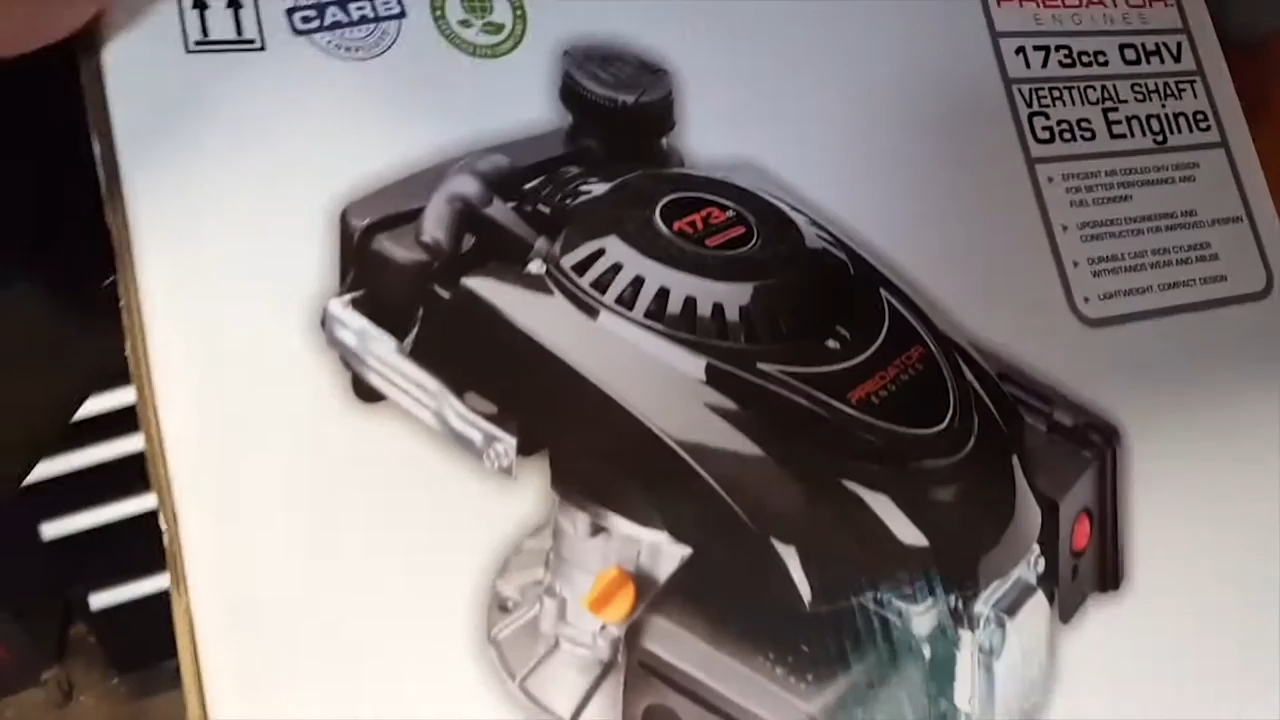 CARB
PREDATOR
ENGINES
173cc OHV
VERTICAL SHAFT
Gas Engine
EFFICIENT AIR COOLED OHV DESIGN
FOR BETTER PERFORMANCE AND
FUEL ECONOMY
UPGRADED ENGINEERING AND
CONSTRUCTION FOR IMPROVED LIFESPAN
DURABLE CAST IRON CYLINDER
WITHSTANDS WEAR AND ABUSE
LIGHTWEIGHT, COMPACT DESIGN
173cc
PREDATOR
ENGINES